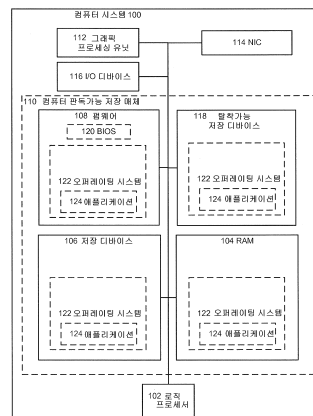 컴퓨터 시스템 100
112 그래픽
프로세싱 유닛
114 NIC
116 I/O 디바이스
110 컴퓨터 판독가능 저장 매체
108 펌웨어
120 BIOS
122 오퍼레이팅 시스템
124 애플리케이션
118 탈착가능
저장 디바이스
122 오퍼레이팅 시스템
124 애플리케이션
106 저장 디바이스
122 오퍼레이팅 시스템
124 애플리케이션
104 RAM
122 오퍼레이팅 시스템
124 애플리케이션
102 로직
프로세서